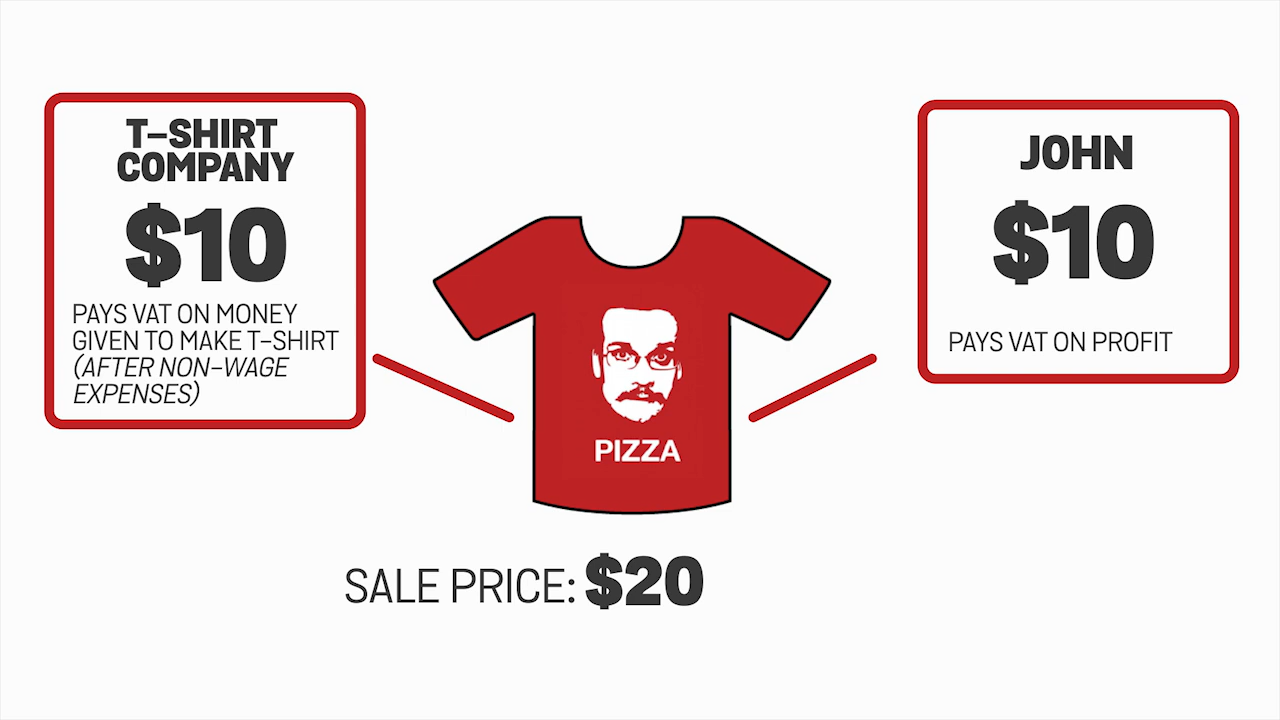 T-SHIRT
COMPANY
$10
PAYS VAT ON MONEY
GIVEN TO MAKE T-SHIRT
(AFTER NON-WAGE
EXPENSES)
JOHN
$10
PAYS VAT ON PROFIT
PIZZA
SALE PRICE: $20